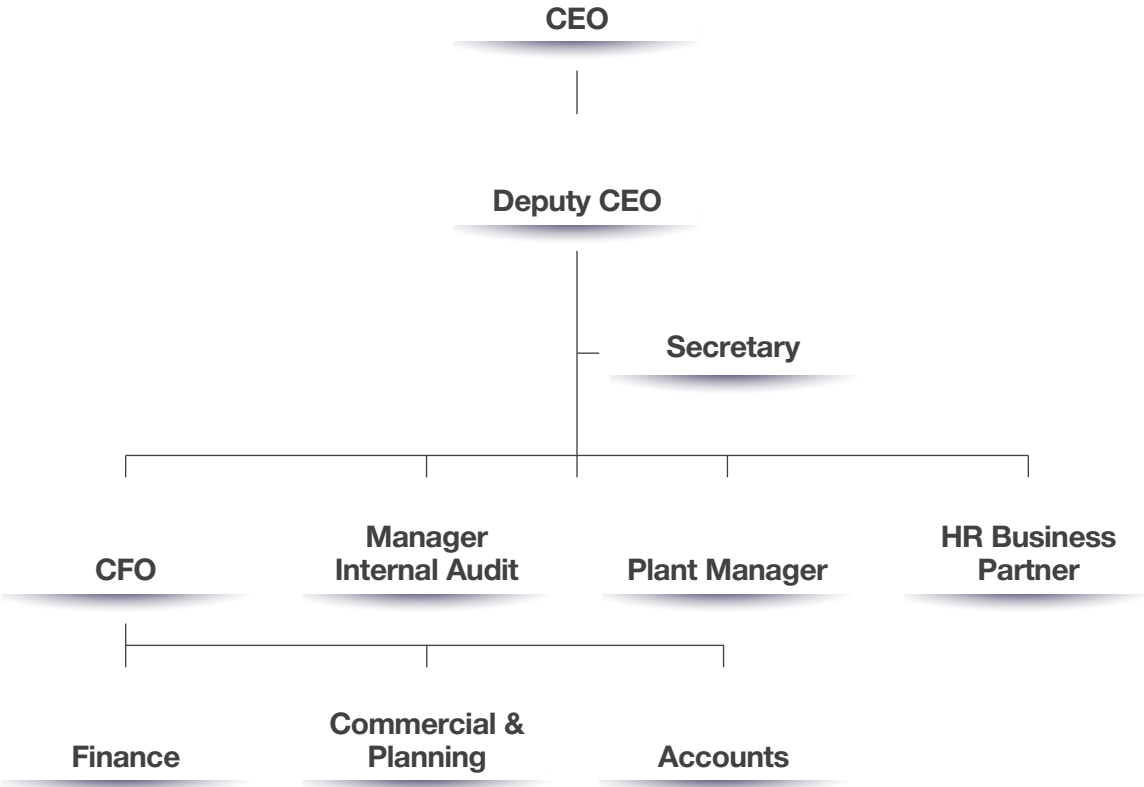 CEO
Deputy CEO
Secretary
CFO
Manager
Internal Audit
Plant Manager
HR Business
Partner
Finance
Commercial &
Planning
Accounts